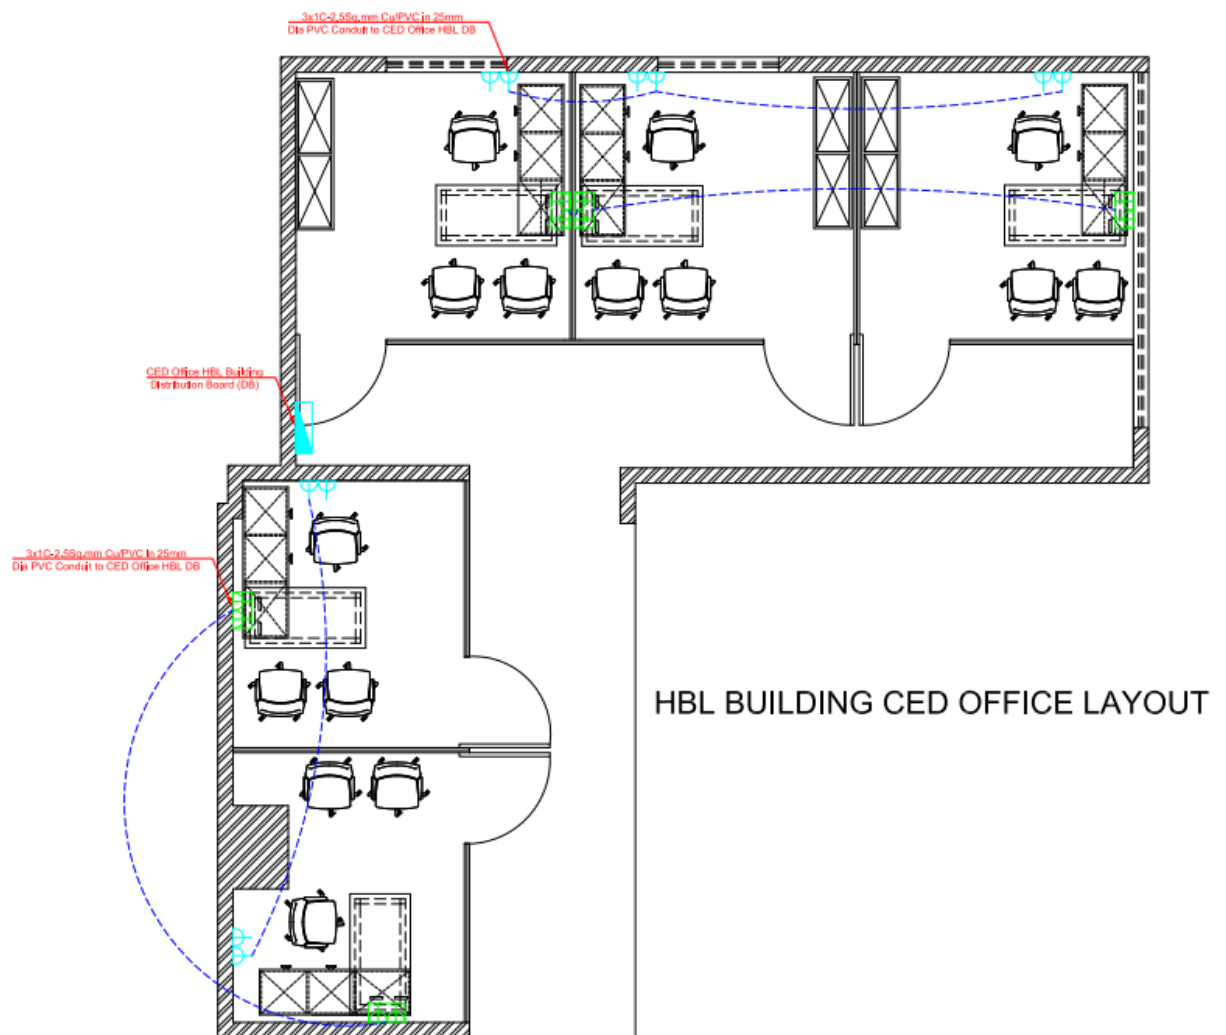 3x1C-2.5Sq.mm Cu/PVC in 25mm
Dia PVC Conduit to CED Office HBL DB
CED Office HBL Building
Distribution Board (DB)
3x1C-2.5Sq.mm Cu/PVC in 25mm
Dia PVC Conduit to CED Office HBL DB
HBL BUILDING CED OFFICE LAYOUT